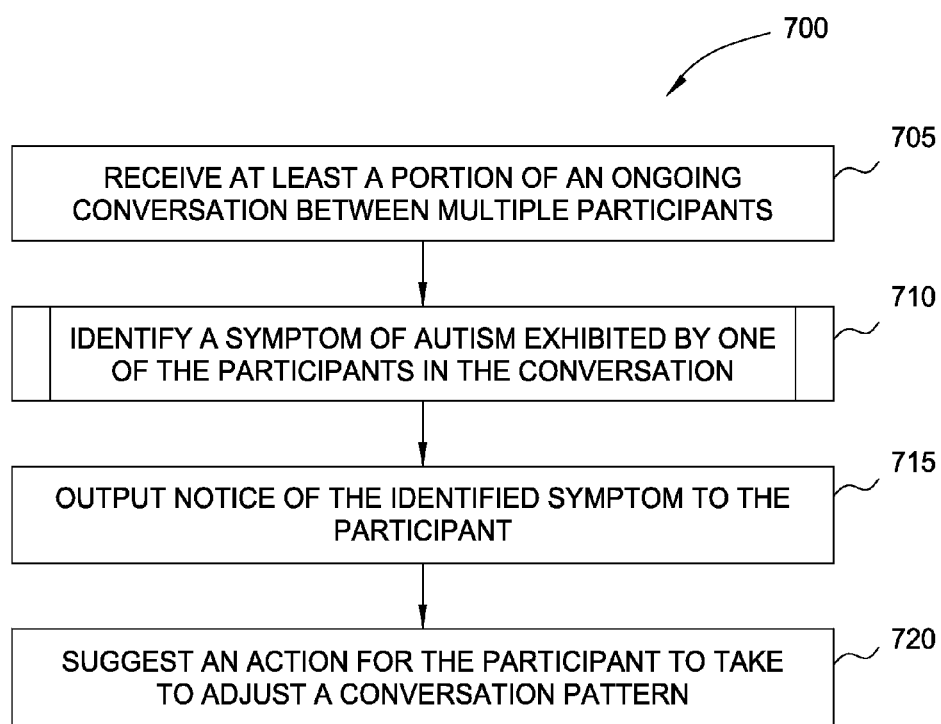 700
705
RECEIVE AT LEAST A PORTION OF AN ONGOING
CONVERSATION BETWEEN MULTIPLE PARTICIPANTS
710
IDENTIFY A SYMPTOM OF AUTISM EXHIBITED BY ONE
OF THE PARTICIPANTS IN THE CONVERSATION
715
OUTPUT NOTICE OF THE IDENTIFIED SYMPTOM TO THE
PARTICIPANT
720
SUGGEST AN ACTION FOR THE PARTICIPANT TO TAKE
TO ADJUST A CONVERSATION PATTERN